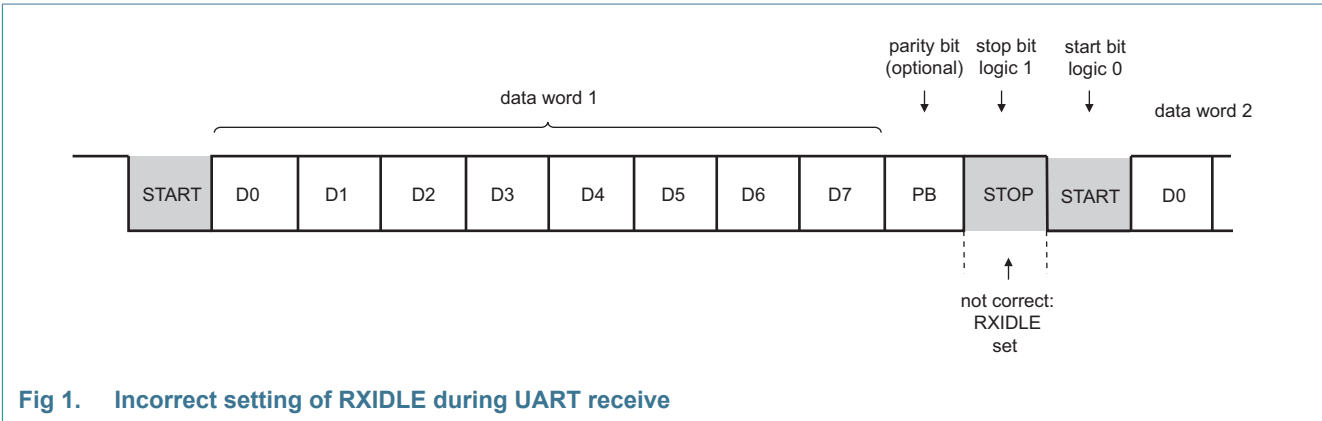 parity bit
(optional)
stop bit
logic 1
start bit
logic 0
data word 1
data word 2
START D0 D1 D2 D3 D4 D5 D6 D7 PB STOP START D0
not correct:
RXIDLE
set
Fig 1. Incorrect setting of RXIDLE during UART receive